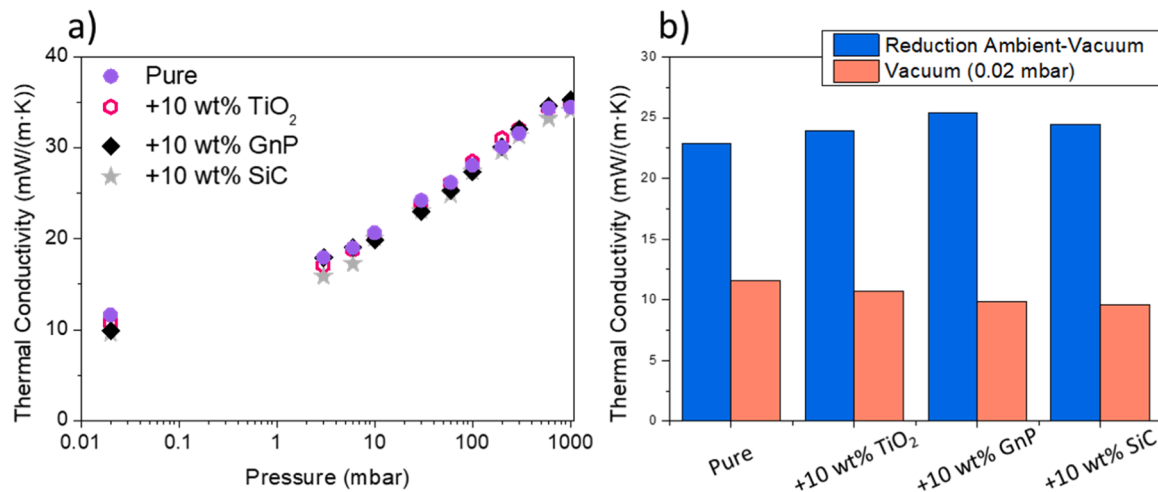 a)
Thermal Conductivity (mW/(m·K))
40
30
20
10
0
Pure
+10 wt% TiO₂
+10 wt% GnP
+10 wt% SiC
0.01
0.1
1
10
100
1000
Pressure (mbar)
b)
Thermal Conductivity (mW/(m·K))
30
25
20
15
10
5
0
Reduction Ambient-Vacuum
Vacuum (0.02 mbar)
Pure
+10 wt% TiO₂
+10 wt% GnP
+10 wt% SiC